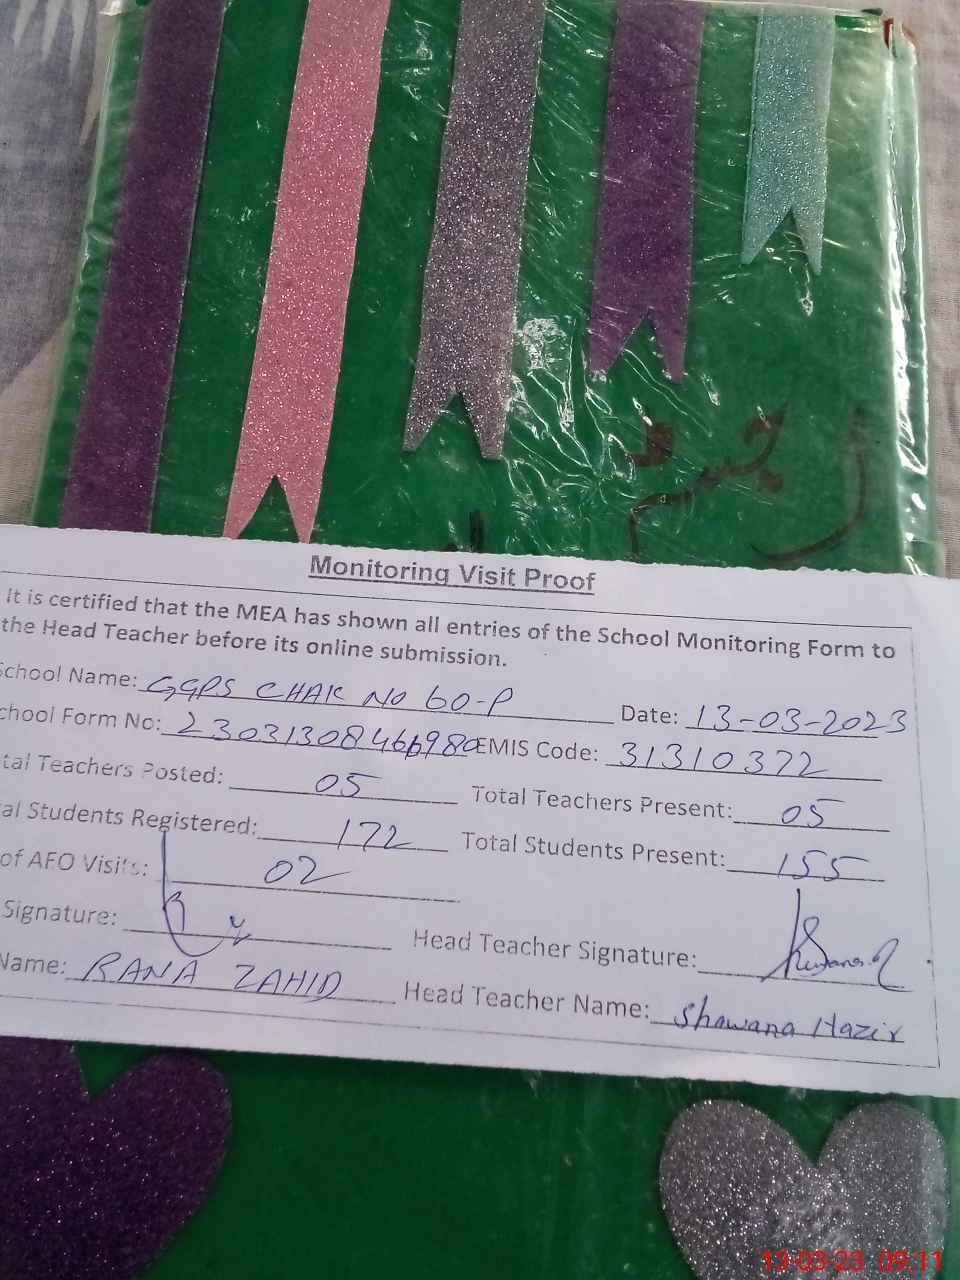 Monitoring Visit Proof
It is certified that the MEA has shown all entries of the School Monitoring Form to
the Head Teacher before its online submission.
School Name: GGPS CHAK No 60-P Date: 13-03-2023
chool Form No: 23031308466980 EMIS Code: 31310372
tal Teachers Posted: 05 Total Teachers Present: 05
al Students Registered: 172 Total Students Present: 155
of AFO Visits: 02
Signature: Head Teacher Signature:
Name: RANA ZAHID Head Teacher Name: Shawana Hazir
13-03-23 09:11